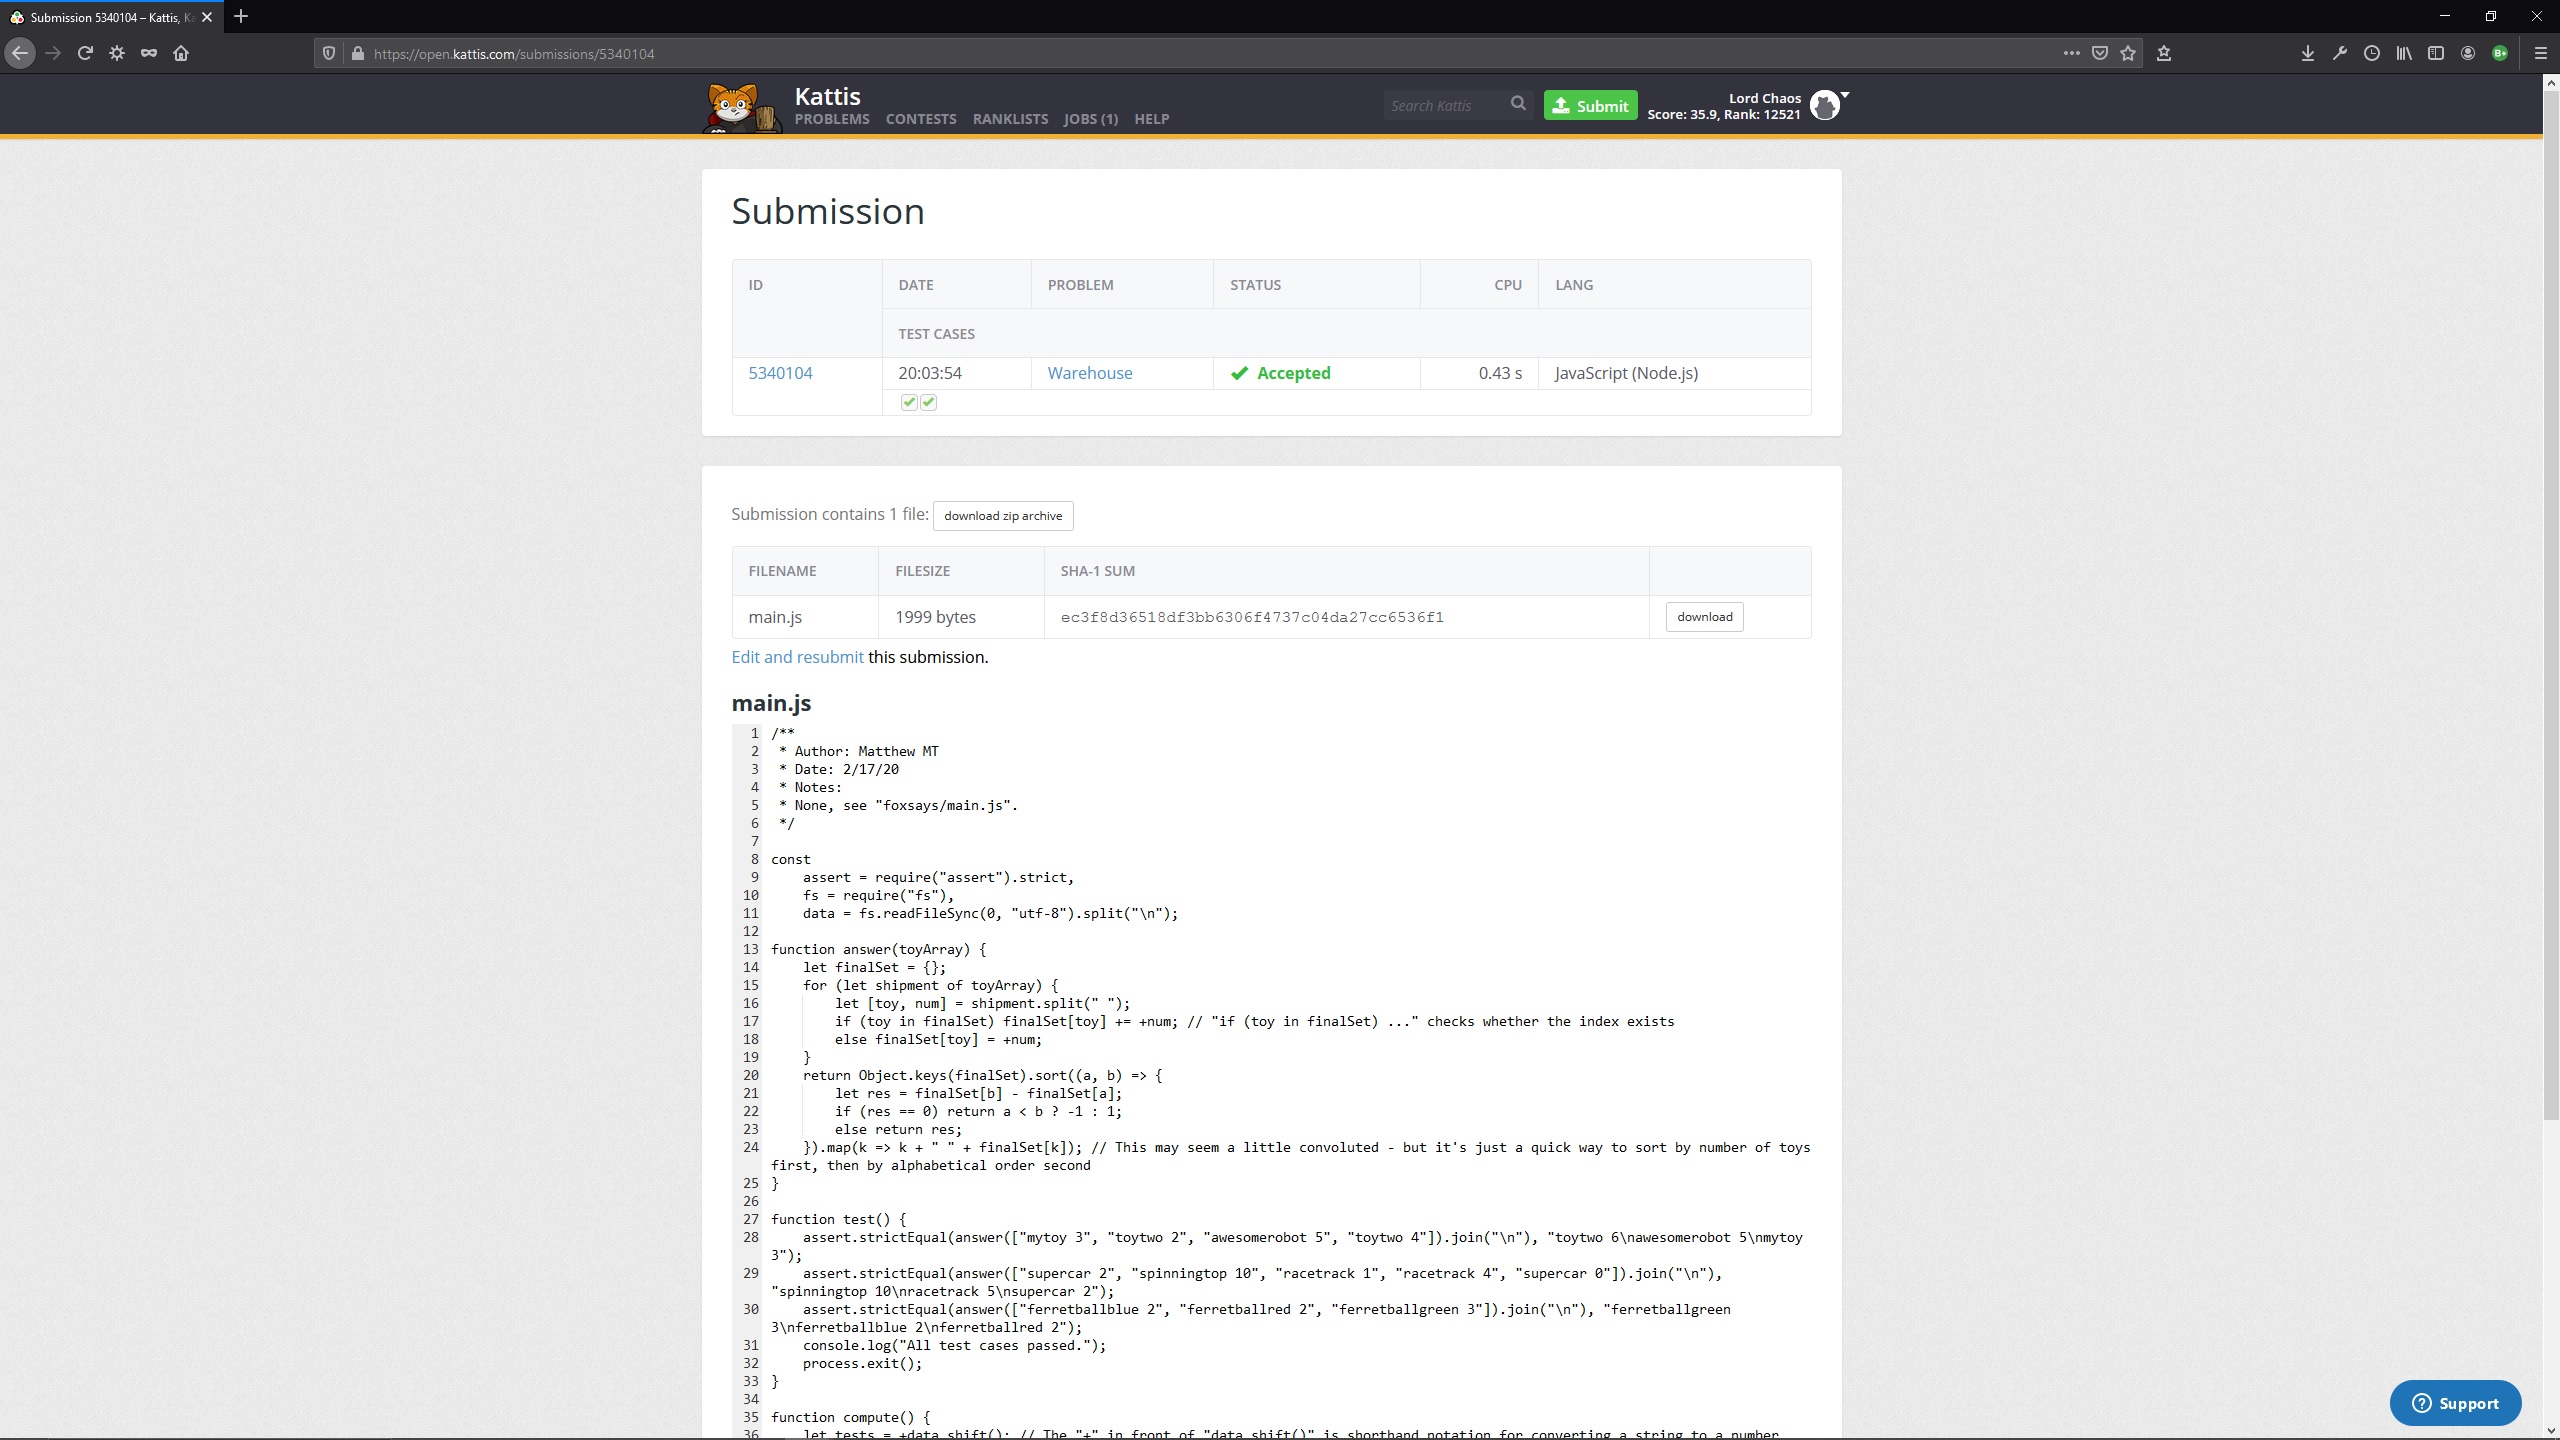 Submission 5340104 – Kattis, Ka
https://open.kattis.com/submissions/5340104
Kattis
PROBLEMS CONTESTS RANKLISTS JOBS (1) HELP
Search Kattis
Submit
Lord Chaos
Score: 35.9, Rank: 12521
Submission
ID DATE PROBLEM STATUS CPU LANG
TEST CASES
5340104 20:03:54 Warehouse Accepted 0.43 s JavaScript (Node.js)
Submission contains 1 file: download zip archive
FILENAME FILESIZE SHA-1 SUM
main.js 1999 bytes ec3f8d36518df3bb6306f4737c04da27cc6536f1 download
Edit and resubmit this submission.
main.js
1 /**
2  * Author: Matthew MT
3  * Date: 2/17/20
4  * Notes:
5  * None, see "foxsays/main.js".
6  */
7
8 const
9     assert = require("assert").strict,
10     fs = require("fs"),
11     data = fs.readFileSync(0, "utf-8").split("\n");
12
13 function answer(toyArray) {
14     let finalSet = {};
15     for (let shipment of toyArray) {
16         let [toy, num] = shipment.split(" ");
17         if (toy in finalSet) finalSet[toy] += +num; // "if (toy in finalSet) ..." checks whether the index exists
18         else finalSet[toy] = +num;
19     }
20     return Object.keys(finalSet).sort((a, b) => {
21         let res = finalSet[b] - finalSet[a];
22         if (res == 0) return a < b ? -1 : 1;
23         else return res;
24     }).map(k => k + " " + finalSet[k]); // This may seem a little convoluted - but it's just a quick way to sort by number of toys
first, then by alphabetical order second
25 }
26
27 function test() {
28     assert.strictEqual(answer(["mytoy 3", "toytwo 2", "awesomerobot 5", "toytwo 4"]).join("\n"), "toytwo 6\nawesomerobot 5\nmytoy
3");
29     assert.strictEqual(answer(["supercar 2", "spinningtop 10", "racetrack 1", "racetrack 4", "supercar 0"]).join("\n"),
"spinningtop 10\nracetrack 5\nsupercar 2");
30     assert.strictEqual(answer(["ferretballblue 2", "ferretballred 2", "ferretballgreen 3"]).join("\n"), "ferretballgreen
3\nferretballblue 2\nferretballred 2");
31     console.log("All test cases passed.");
32     process.exit();
33 }
34
35 function compute() {
36     let tests = +data.shift(); // The "+" in front of "data.shift()" is shorthand notation for converting a string to a number
Support